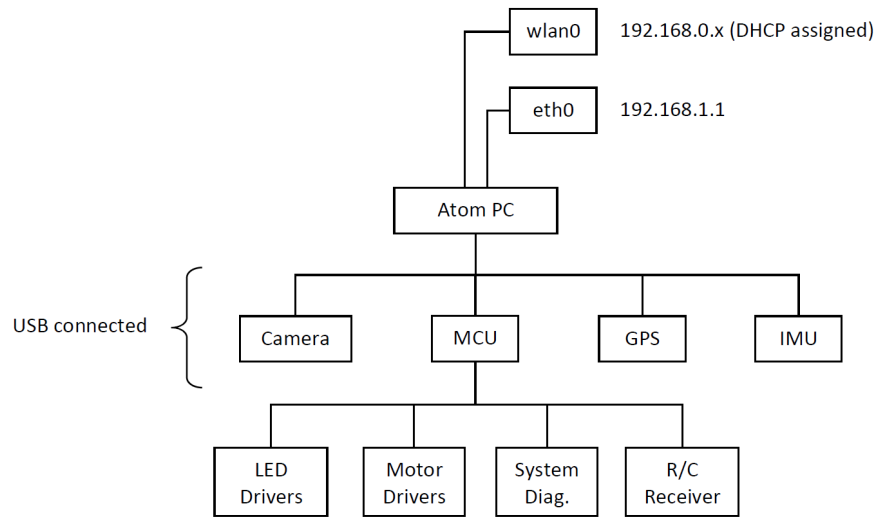 wlan0 192.168.0.x (DHCP assigned)
eth0 192.168.1.1
Atom PC
USB connected
Camera MCU GPS IMU
LED Motor System R/C
Drivers Drivers Diag. Receiver